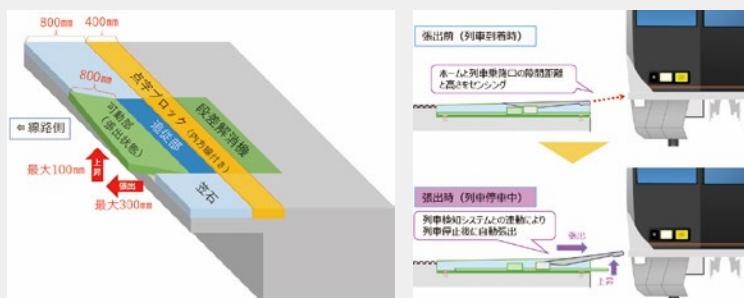 800mm
400mm
800mm
点字ブロック（内方線付き）
可動部
（張出状態）
追従部
段差解消機
⇐線路側
最大100mm
上昇
張出
最大300mm
笠石
張出前（列車到着時）
ホームと列車乗降口の隙間距離
と高さをセンシング
張出時（列車停車中）
列車検知システムとの連動により
列車停止後に自動張出
張出
上昇